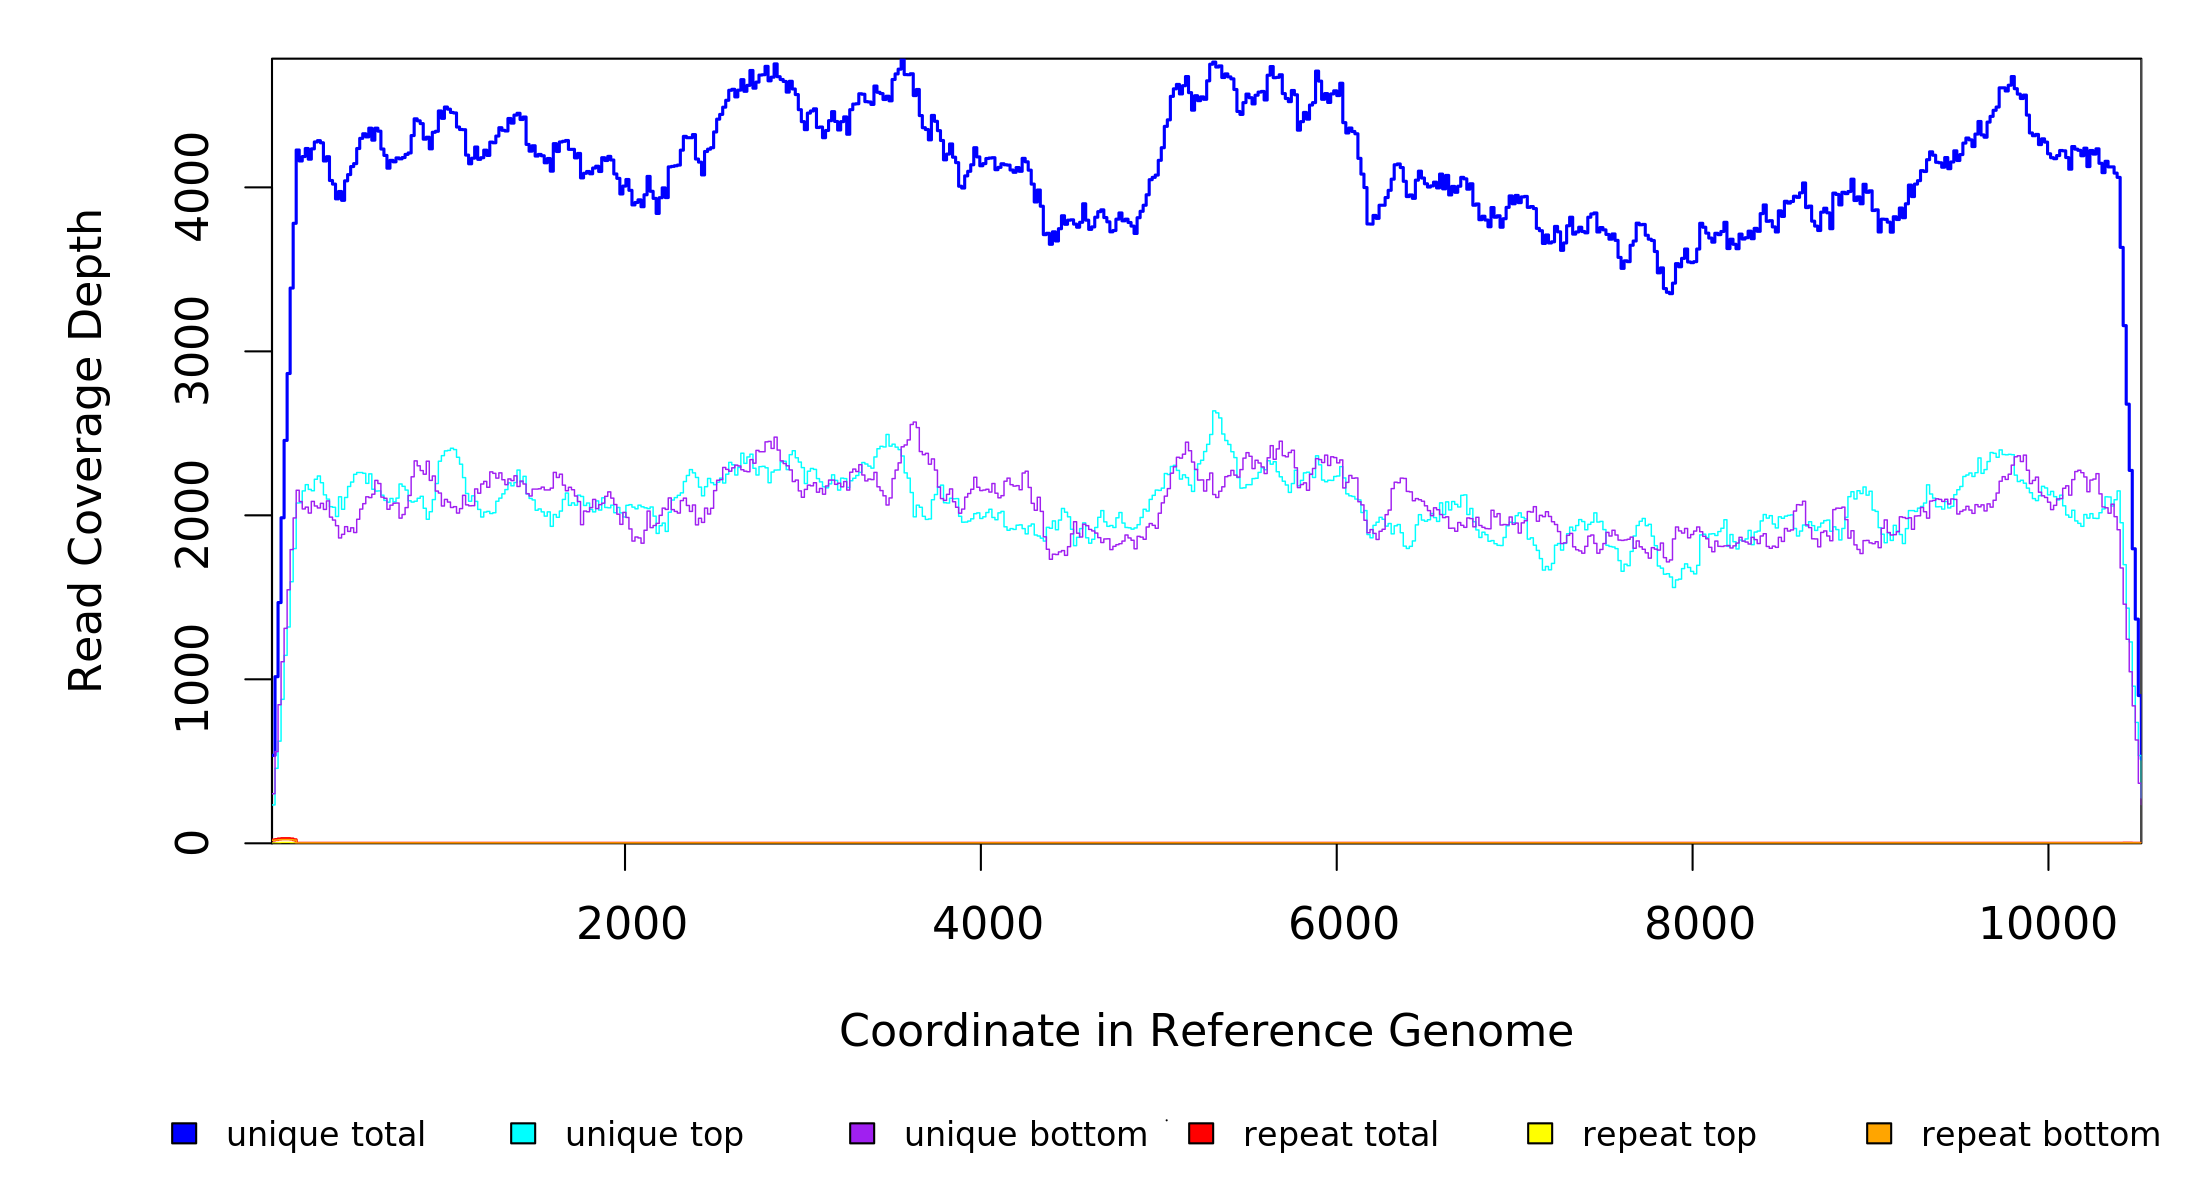 Read Coverage Depth
4000
3000
2000
1000
0
2000 4000 6000 8000 10000
Coordinate in Reference Genome
unique total unique top unique bottom repeat total repeat top repeat bottom